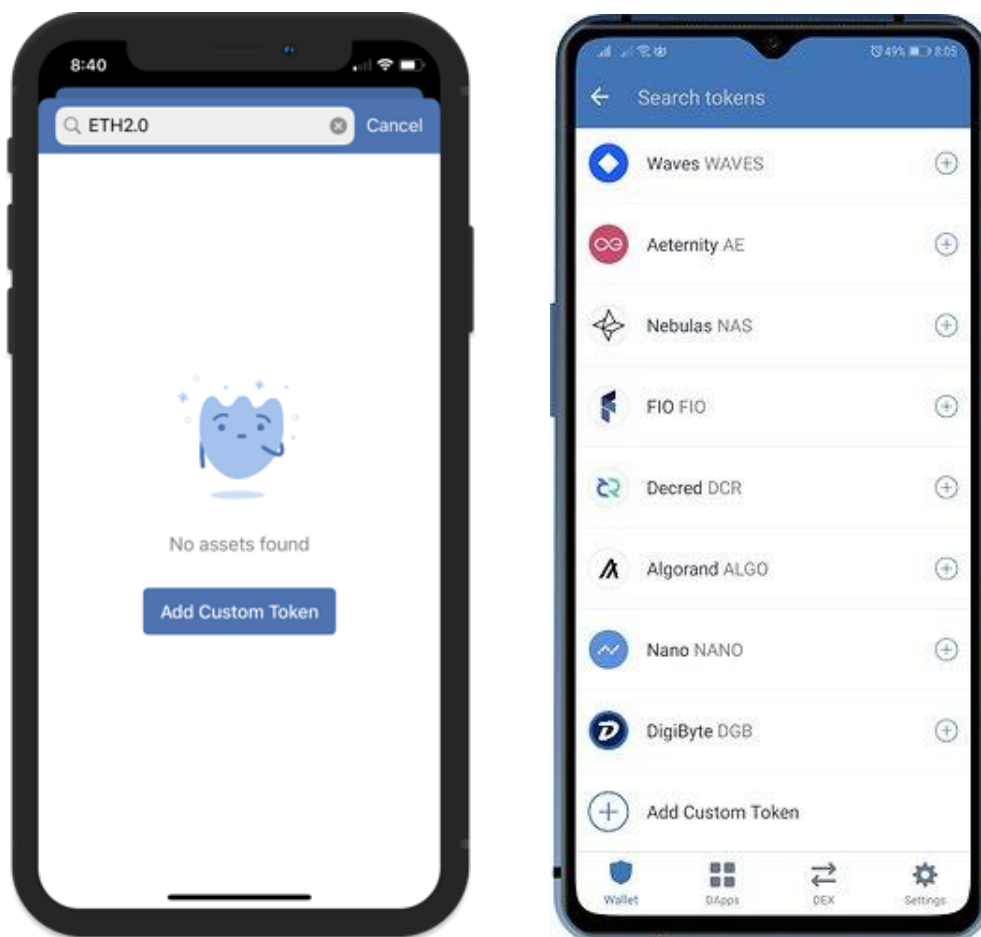 8:40
ETH2.0
Cancel
No assets found
Add Custom Token
49% 8:05
Search tokens
Waves WAVES
Aeternity AE
Nebulas NAS
FIO FIO
Decred DCR
Algorand ALGO
Nano NANO
DigiByte DGB
Add Custom Token
Wallet DApps DEX Settings